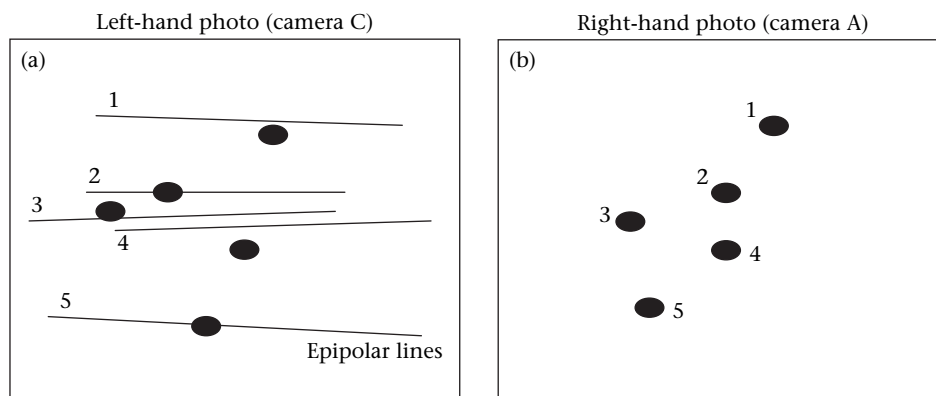 Left-hand photo (camera C)
(a)
1
2
3
4
5
Epipolar lines
Right-hand photo (camera A)
(b)
1
2
3
4
5